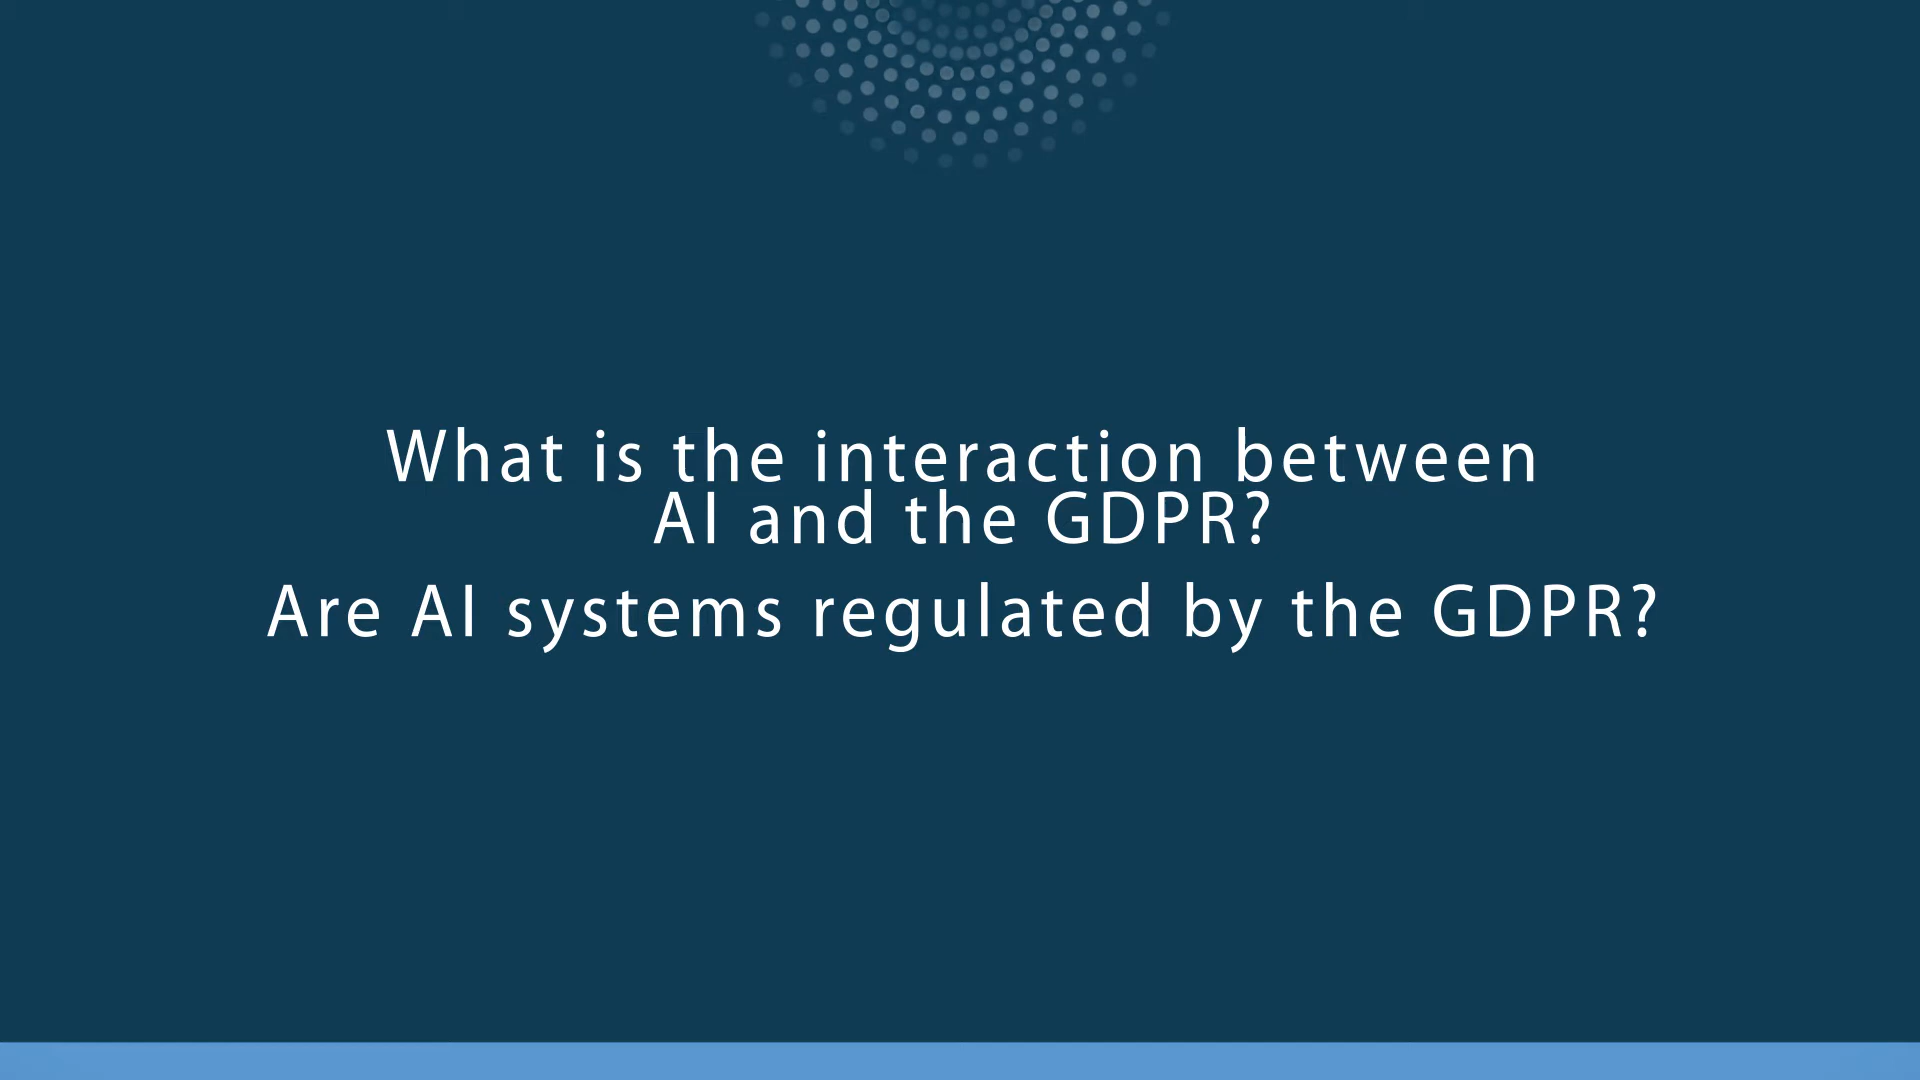 What is the interaction between
AI and the GDPR?
Are AI systems regulated by the GDPR?